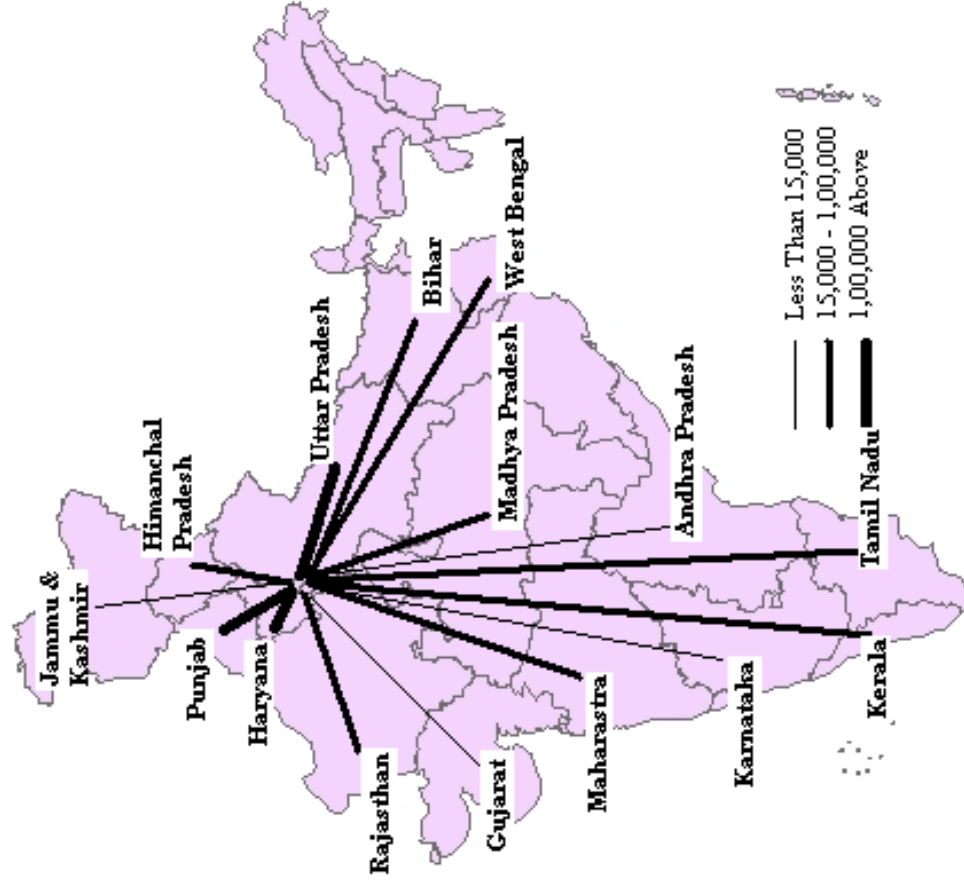 Jammu &
Kashmir
Himanchal
Pradesh
Punjab
Haryana
Uttar Pradesh
Bihar
West Bengal
Rajasthan
Gujarat
Madhya Pradesh
Maharastra
Andhra Pradesh
Karnataka
Kerala
Tamil Nadu
Less Than 15,000
15,000 - 1,00,000
1,00,000 Above